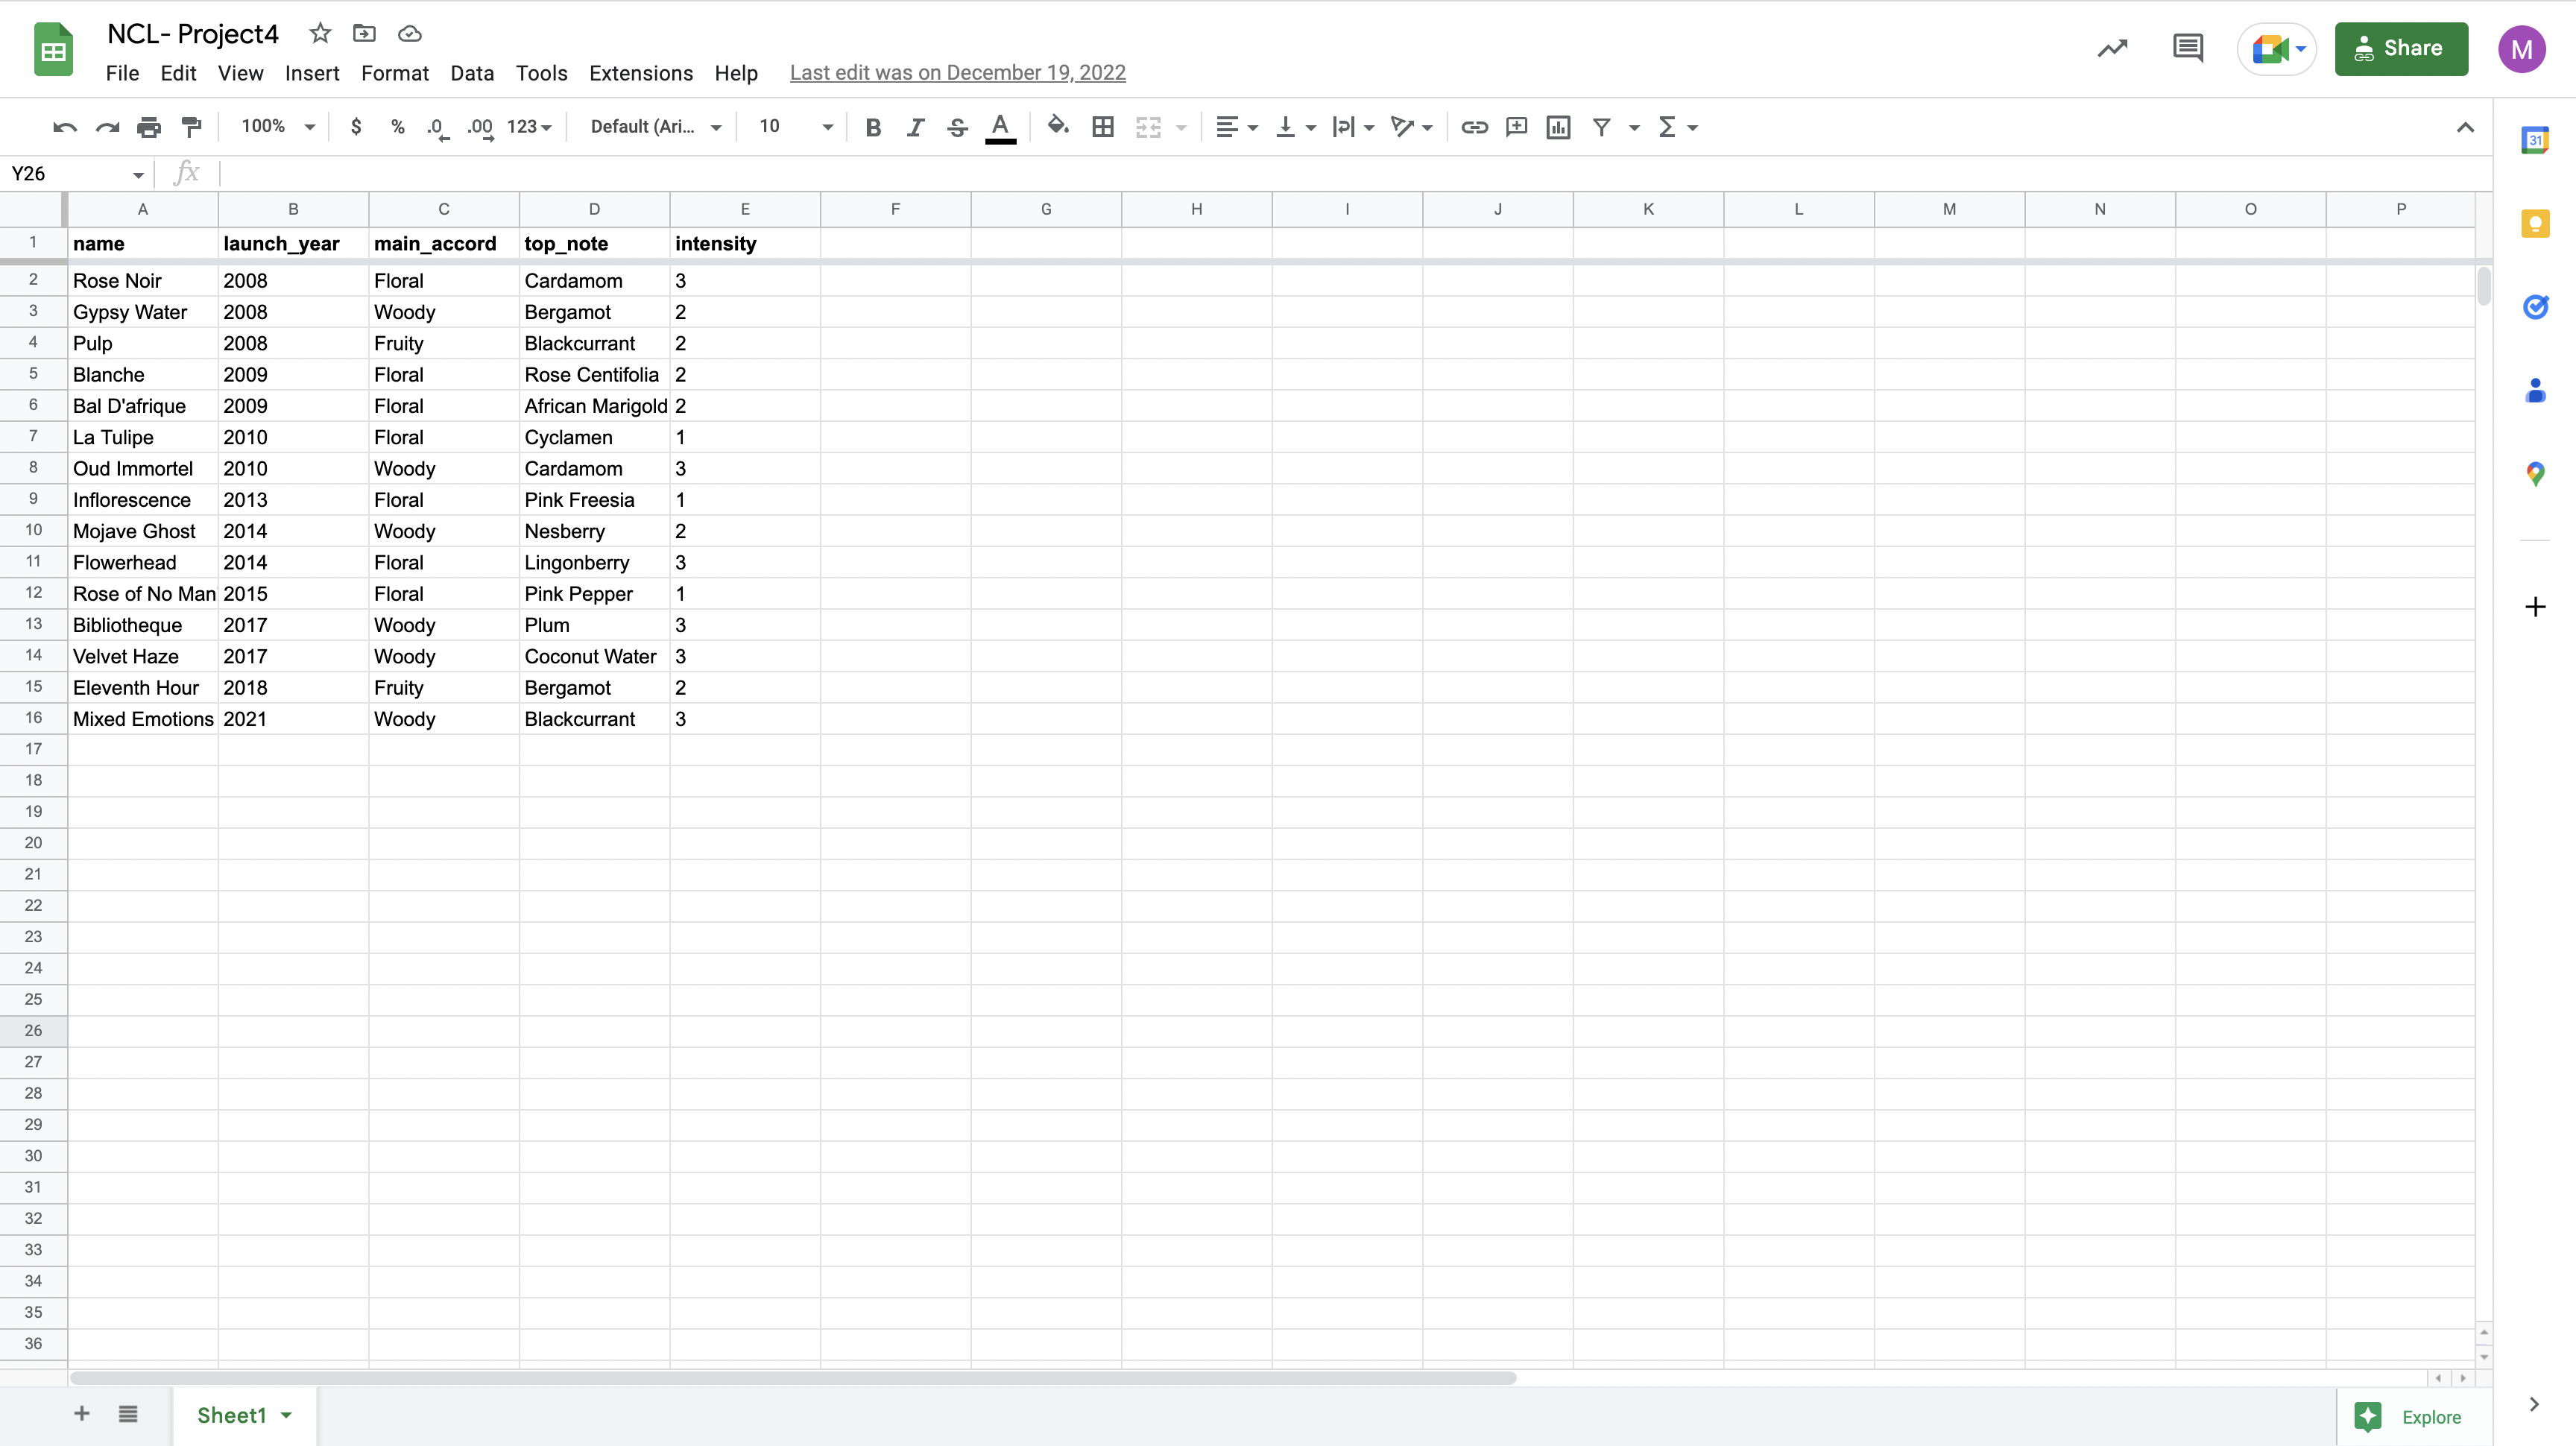 NCL- Project4
File Edit View Insert Format Data Tools Extensions Help Last edit was on December 19, 2022
Share
M
100% $ % .0 .00 123 Default (Ari... 10 B I S A
31
Y26 fx
A B C D E F G H I J K L M N O P
1 name launch_year main_accord top_note intensity
2 Rose Noir 2008 Floral Cardamom 3
3 Gypsy Water 2008 Woody Bergamot 2
4 Pulp 2008 Fruity Blackcurrant 2
5 Blanche 2009 Floral Rose Centifolia 2
6 Bal D'afrique 2009 Floral African Marigold 2
7 La Tulipe 2010 Floral Cyclamen 1
8 Oud Immortel 2010 Woody Cardamom 3
9 Inflorescence 2013 Floral Pink Freesia 1
10 Mojave Ghost 2014 Woody Nesberry 2
11 Flowerhead 2014 Floral Lingonberry 3
12 Rose of No Man 2015 Floral Pink Pepper 1
13 Bibliotheque 2017 Woody Plum 3
14 Velvet Haze 2017 Woody Coconut Water 3
15 Eleventh Hour 2018 Fruity Bergamot 2
16 Mixed Emotions 2021 Woody Blackcurrant 3
17
18
19
20
21
22
23
24
25
26
27
28
29
30
31
32
33
34
35
36
Sheet1
Explore